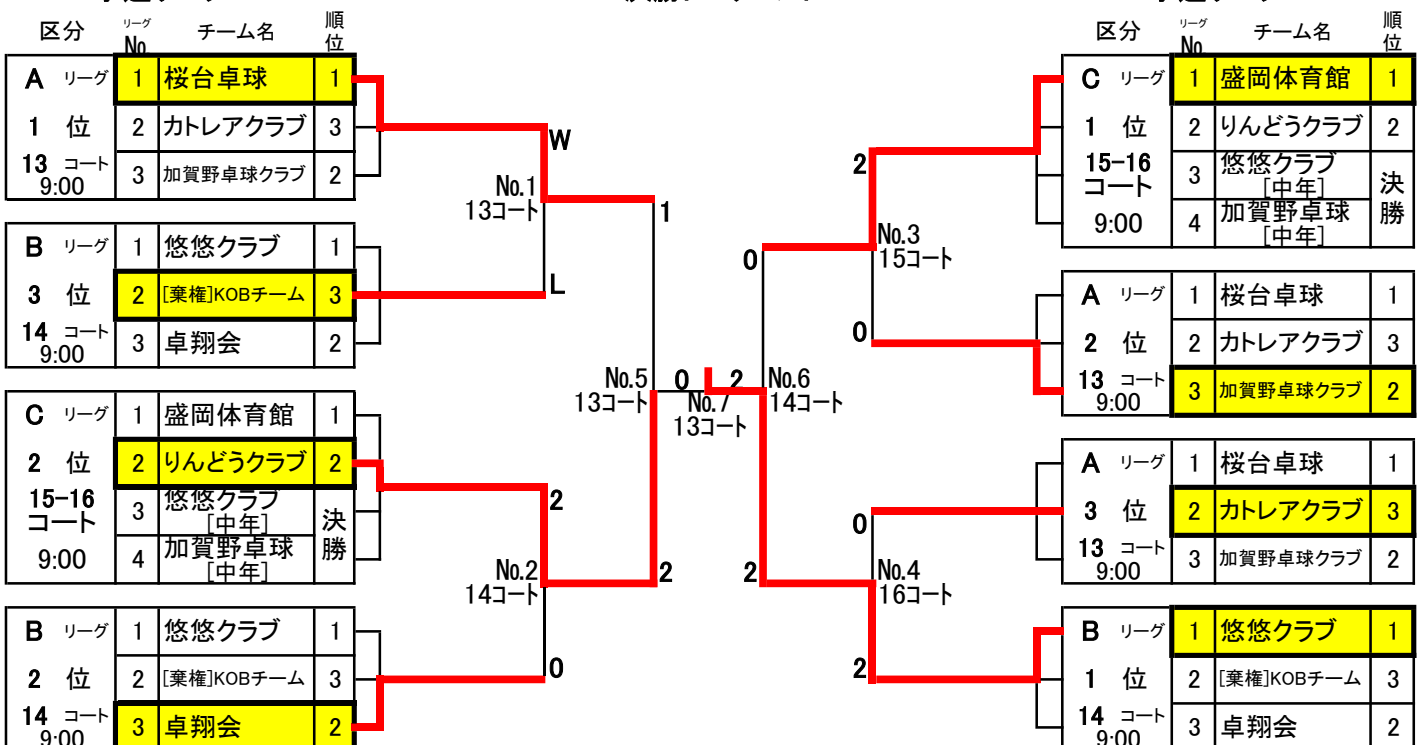 区分 リーグNo チーム名 順位
A リーグ 1 桜台卓球 1
1 位 2 カトレアクラブ 3
13 コート 9:00 3 加賀野卓球クラブ 2
B リーグ 1 悠悠クラブ 1
3 位 2 [棄権]KOBチーム 3
14 コート 9:00 3 卓翔会 2
C リーグ 1 盛岡体育館 1
2 位 2 りんどうクラブ 2
15-16 コート 3 悠悠クラブ [中年] 決勝
9:00 4 加賀野卓球 [中年]
B リーグ 1 悠悠クラブ 1
2 位 2 [棄権]KOBチーム 3
14 コート 9:00 3 卓翔会 2
W
No.1
13コート
L
1
2
No.2
14コート
0
No.5
13コート
2
0 2
No.7
13コート
No.6
14コート
0
2
2
No.3
15コート
0
0
No.4
16コート
2
区分 リーグNo チーム名 順位
C リーグ 1 盛岡体育館 1
1 位 2 りんどうクラブ 2
15-16 コート 3 悠悠クラブ [中年] 決勝
9:00 4 加賀野卓球 [中年]
A リーグ 1 桜台卓球 1
2 位 2 カトレアクラブ 3
13 コート 9:00 3 加賀野卓球クラブ 2
A リーグ 1 桜台卓球 1
3 位 2 カトレアクラブ 3
13 コート 9:00 3 加賀野卓球クラブ 2
B リーグ 1 悠悠クラブ 1
1 位 2 [棄権]KOBチーム 3
14 コート 9:00 3 卓翔会 2